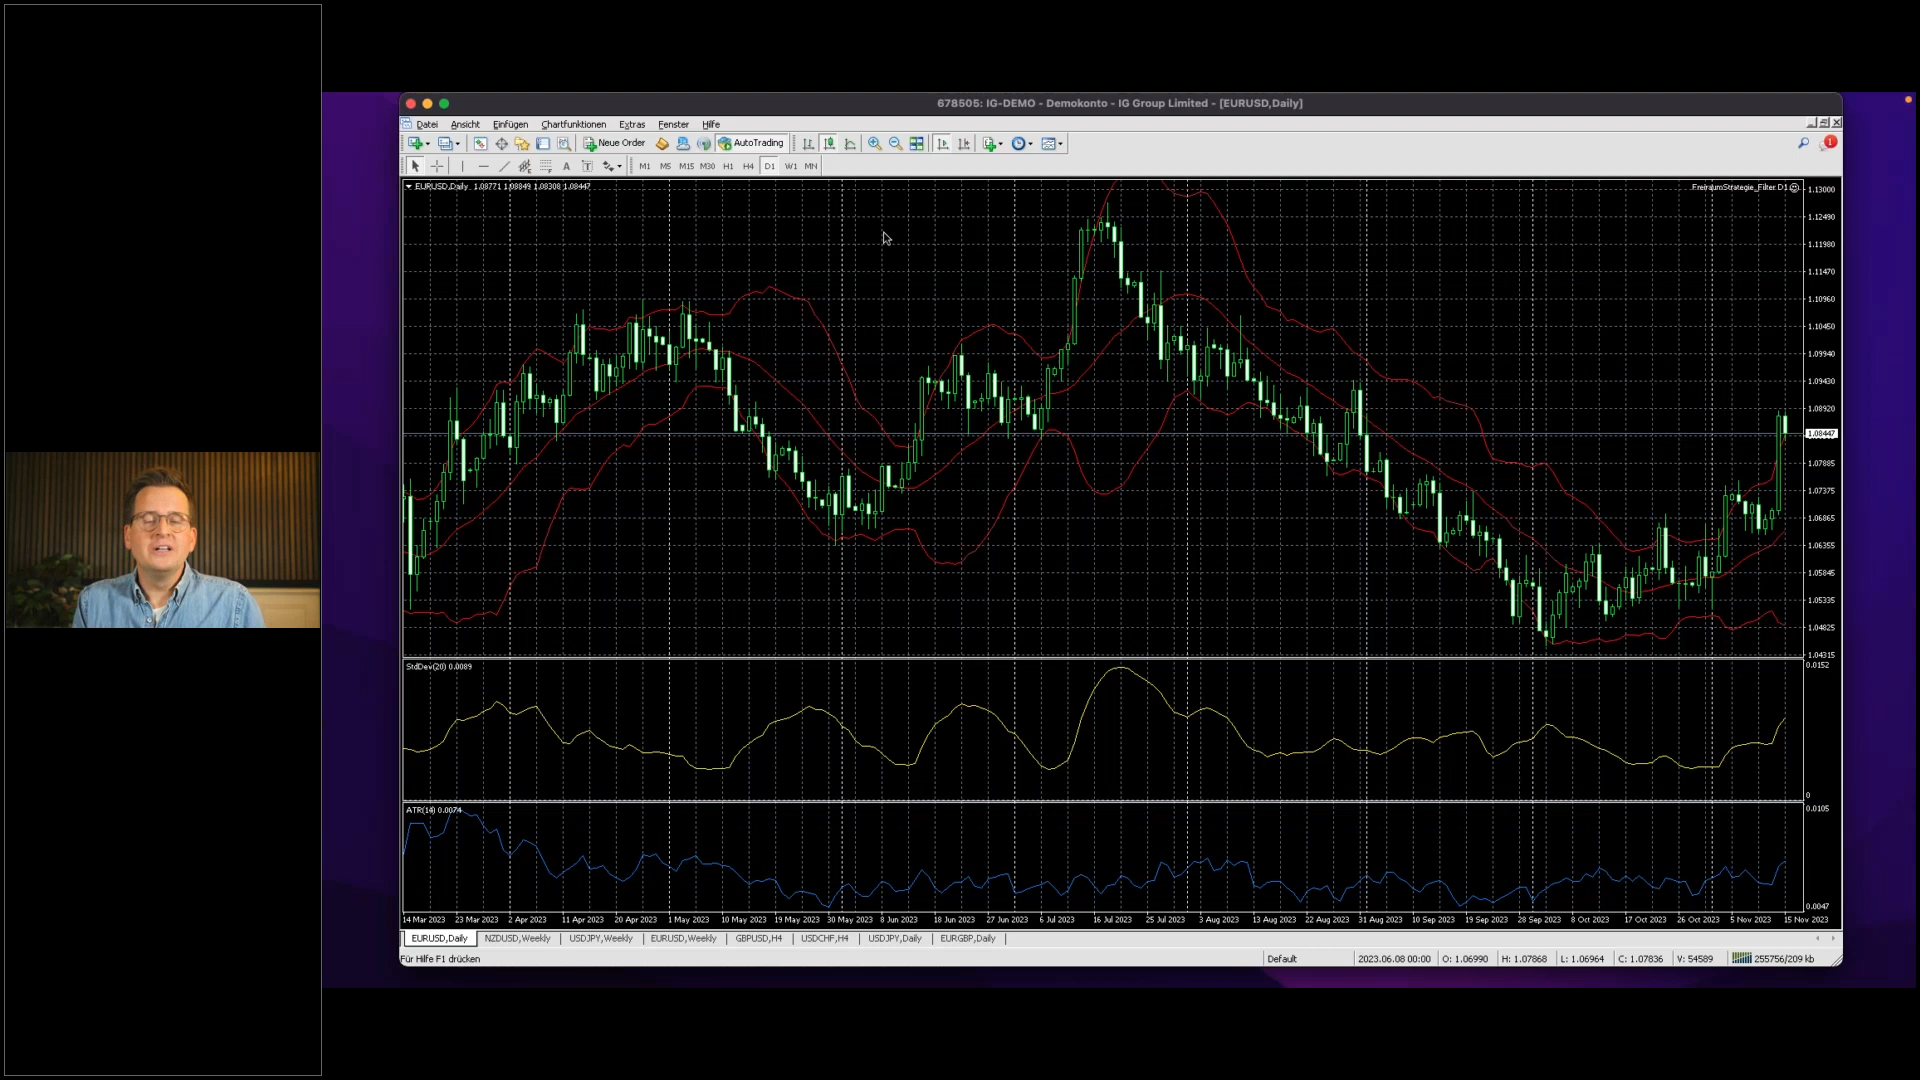 678505: IG-DEMO - Demokonto - IG Group Limited - [EURUSD,Daily]
Datei Ansicht Einfügen Chartfunktionen Extras Fenster Hilfe
Neue Order AutoTrading 1
A T M1 M5 M15 M30 H1 H4 D1 W1 MN
EURUSD,Daily 1.08771 1.08849 1.08308 1.08447
FreiraumStrategie_Filter D1
1.13000
1.12490
1.11980
1.11470
1.10960
1.10450
1.09940
1.09430
1.08920
1.08447
1.07885
1.07375
1.06865
1.06355
1.05845
1.05335
1.04825
1.04315
StdDev(20) 0.0089
0.0152
0
ATR(14) 0.0074
0.0105
0.0047
14 Mar 2023 23 Mar 2023 2 Apr 2023 11 Apr 2023 20 Apr 2023 1 May 2023 10 May 2023 19 May 2023 30 May 2023 8 Jun 2023 18 Jun 2023 27 Jun 2023 6 Jul 2023 16 Jul 2023 25 Jul 2023 3 Aug 2023 13 Aug 2023 22 Aug 2023 31 Aug 2023 10 Sep 2023 19 Sep 2023 28 Sep 2023 8 Oct 2023 17 Oct 2023 26 Oct 2023 5 Nov 2023 15 Nov 2023
EURUSD,Daily NZDUSD,Weekly USDJPY,Weekly EURUSD,Weekly GBPUSD,H4 USDCHF,H4 USDJPY,Daily EURGBP,Daily
Für Hilfe F1 drücken Default 2023.06.08 00:00 O: 1.06990 H: 1.07868 L: 1.06964 C: 1.07836 V: 54589 255756/209 kb